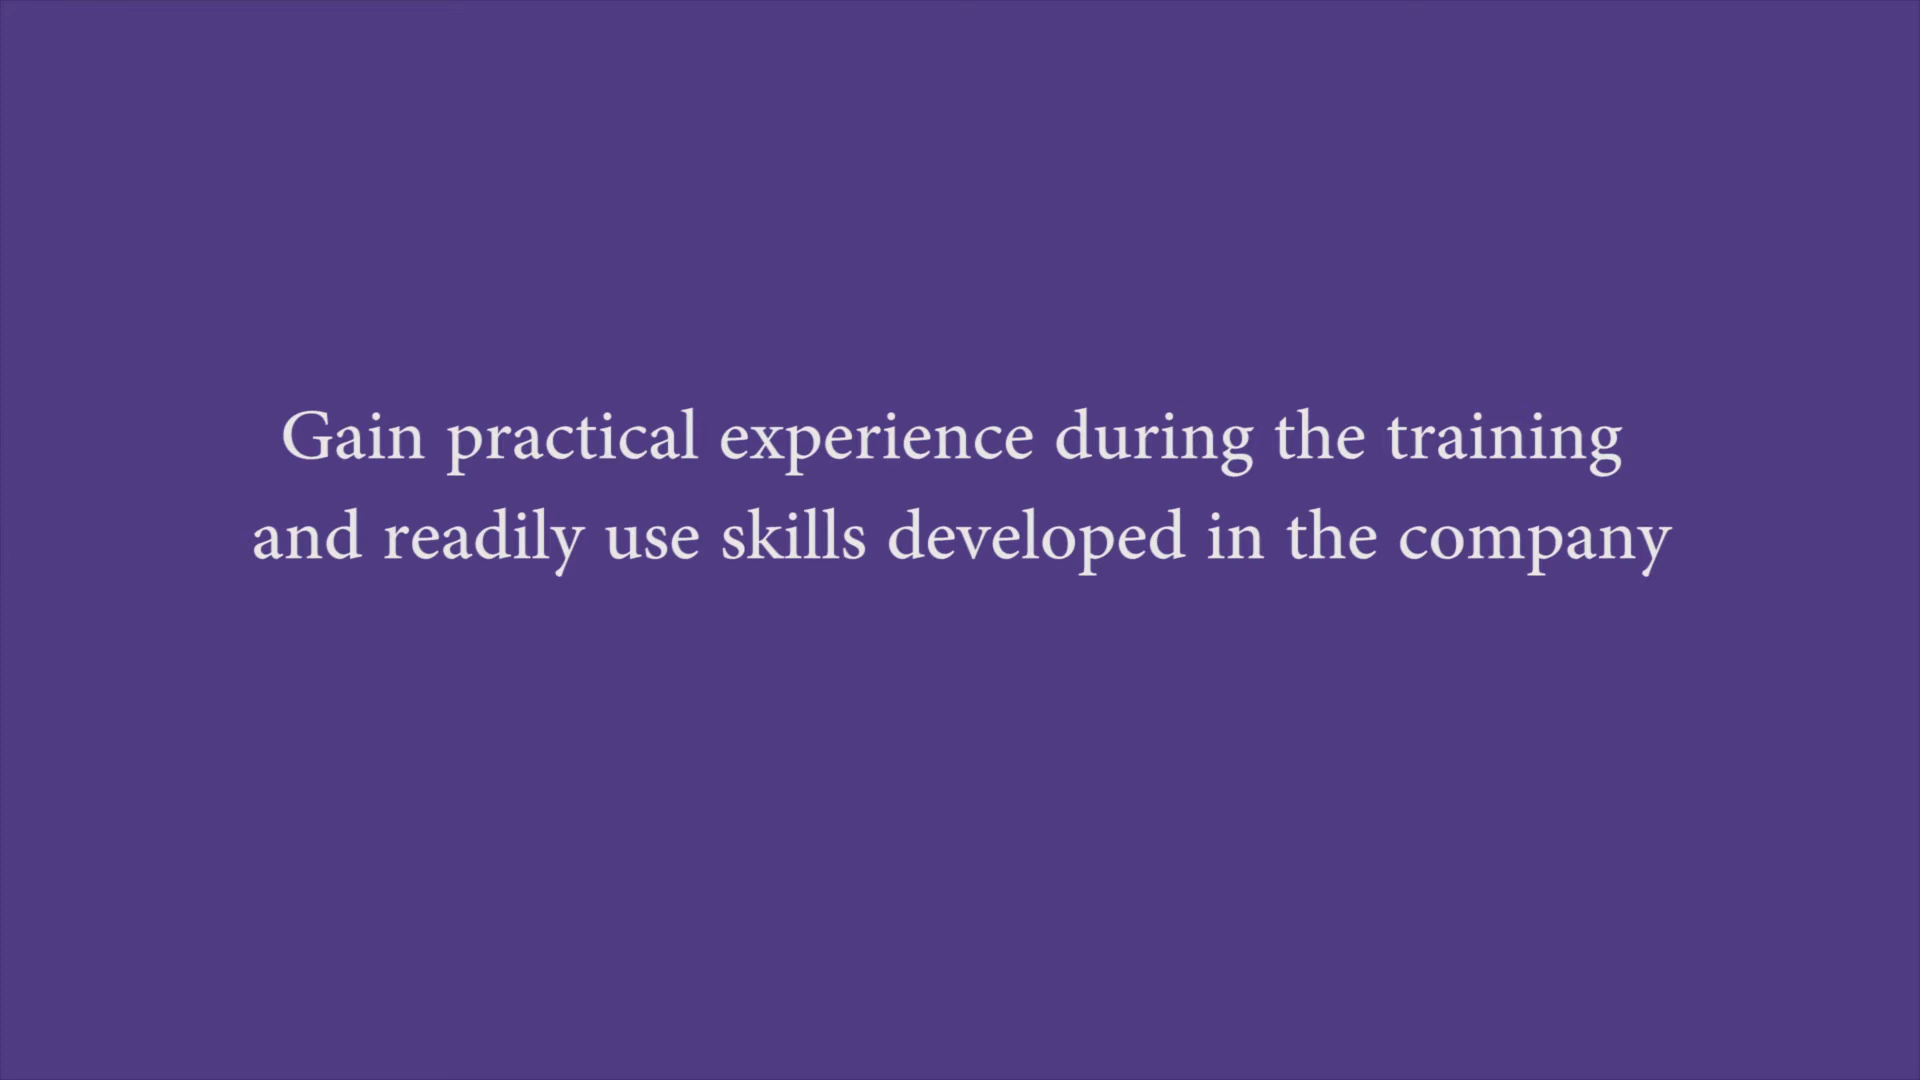 Gain practical experience during the training
and readily use skills developed in the company